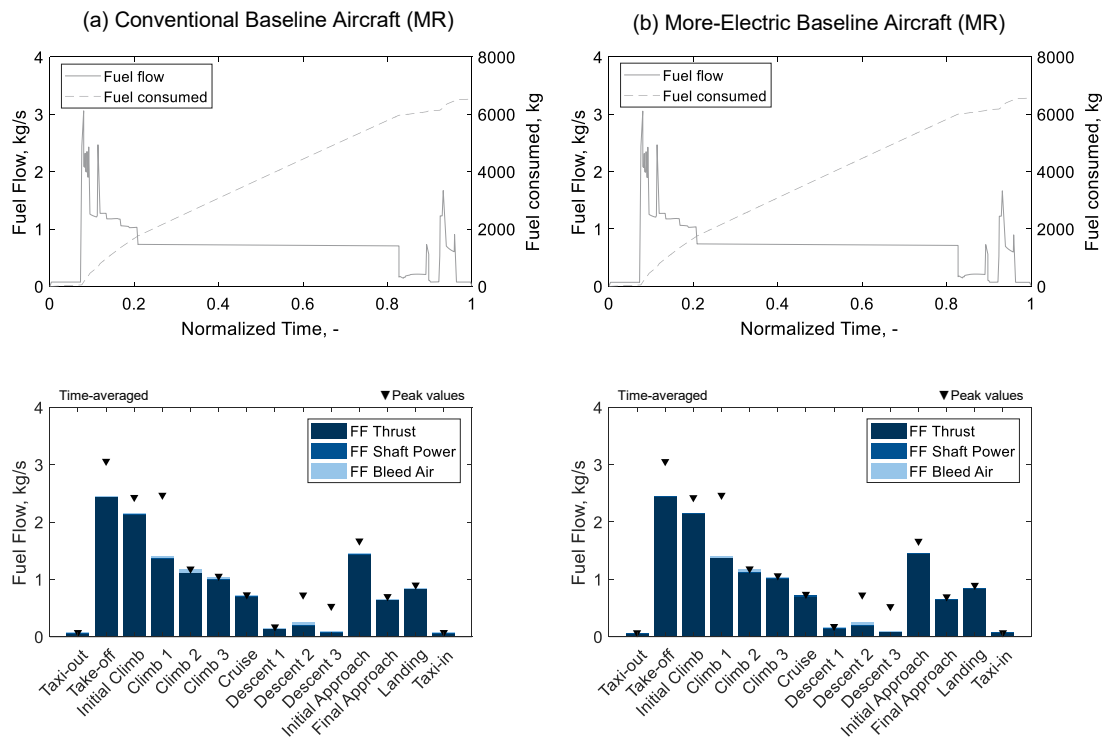 (a) Conventional Baseline Aircraft (MR)
4
3
2
1
0
Fuel Flow, kg/s
Fuel flow
Fuel consumed
8000
6000
4000
2000
0
Fuel consumed, kg
0
0.2
0.4
0.6
0.8
1
Normalized Time, -
(b) More-Electric Baseline Aircraft (MR)
4
3
2
1
0
Fuel Flow, kg/s
Fuel flow
Fuel consumed
8000
6000
4000
2000
0
Fuel consumed, kg
0
0.2
0.4
0.6
0.8
1
Normalized Time, -
Time-averaged
Peak values
4
3
2
1
0
Fuel Flow, kg/s
FF Thrust
FF Shaft Power
FF Bleed Air
Taxi-out
Take-off
Initial Climb
Climb 1
Climb 2
Climb 3
Cruise
Descent 1
Descent 2
Descent 3
Initial Approach
Final Approach
Landing
Taxi-in
Time-averaged
Peak values
4
3
2
1
0
Fuel Flow, kg/s
FF Thrust
FF Shaft Power
FF Bleed Air
Taxi-out
Take-off
Initial Climb
Climb 1
Climb 2
Climb 3
Cruise
Descent 1
Descent 2
Descent 3
Initial Approach
Final Approach
Landing
Taxi-in